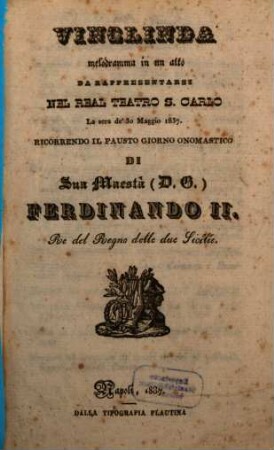 VINCLINDA
melodramma in un atto
DA RAPPRESENTARSI
NEL REAL TEATRO S. CARLO
La sera de' 30 Maggio 1837.
RICORRENDO IL FAUSTO GIORNO ONOMASTICO
DI
Sua Maestà (D. G.)
FERDINANDO II.
Re del Regno delle due Sicilie.
Napoli, 1837.
DALLA TIPOGRAFIA FLAUTINA